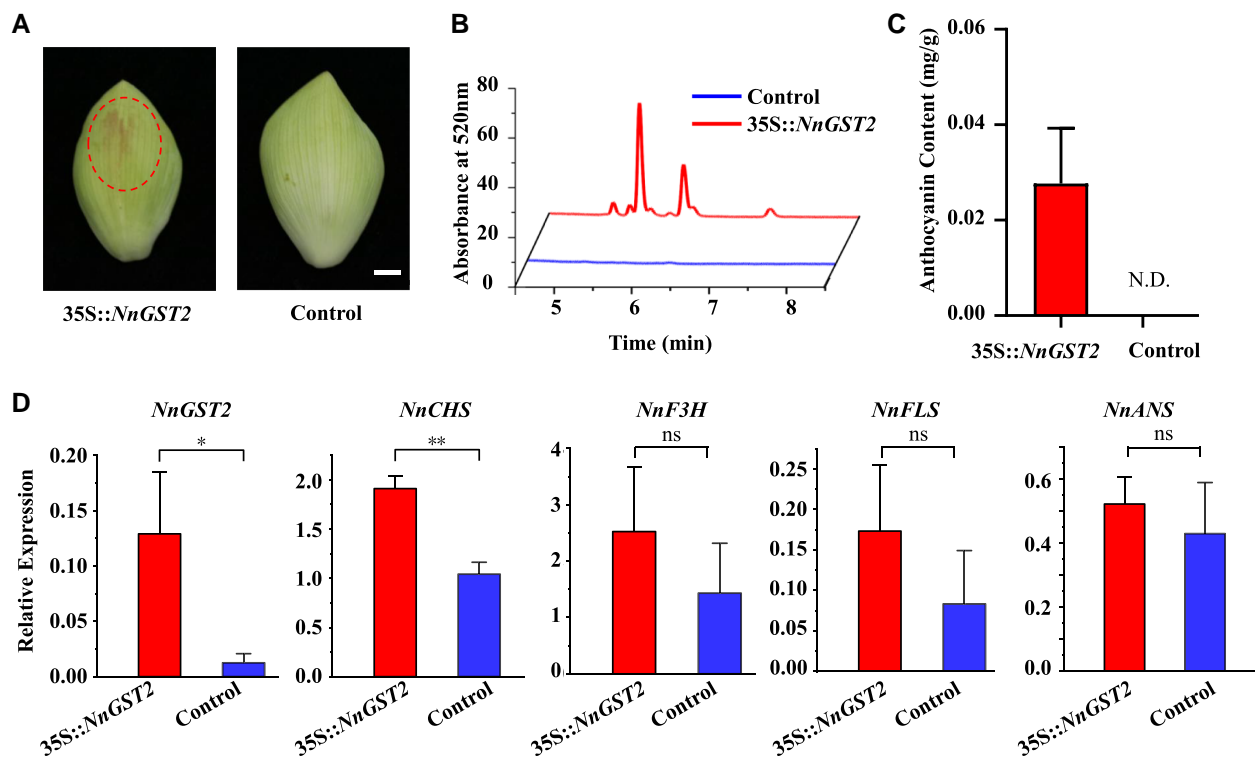 A
35S::NnGST2
Control
B
Absorbance at 520nm
80
60
40
20
0
5
6
7
8
Time (min)
Control
35S::NnGST2
C
Anthocyanin Content (mg/g)
0.06
0.04
0.02
0.00
N.D.
35S::NnGST2
Control
D
Relative Expression
NnGST2
*
0.20
0.15
0.10
0.05
0.00
35S::NnGST2
Control
NnCHS
**
2.0
1.5
1.0
0.5
0.0
35S::NnGST2
Control
NnF3H
ns
4
3
2
1
0
35S::NnGST2
Control
NnFLS
ns
0.25
0.20
0.15
0.10
0.05
0.00
35S::NnGST2
Control
NnANS
ns
0.6
0.4
0.2
0.0
35S::NnGST2
Control